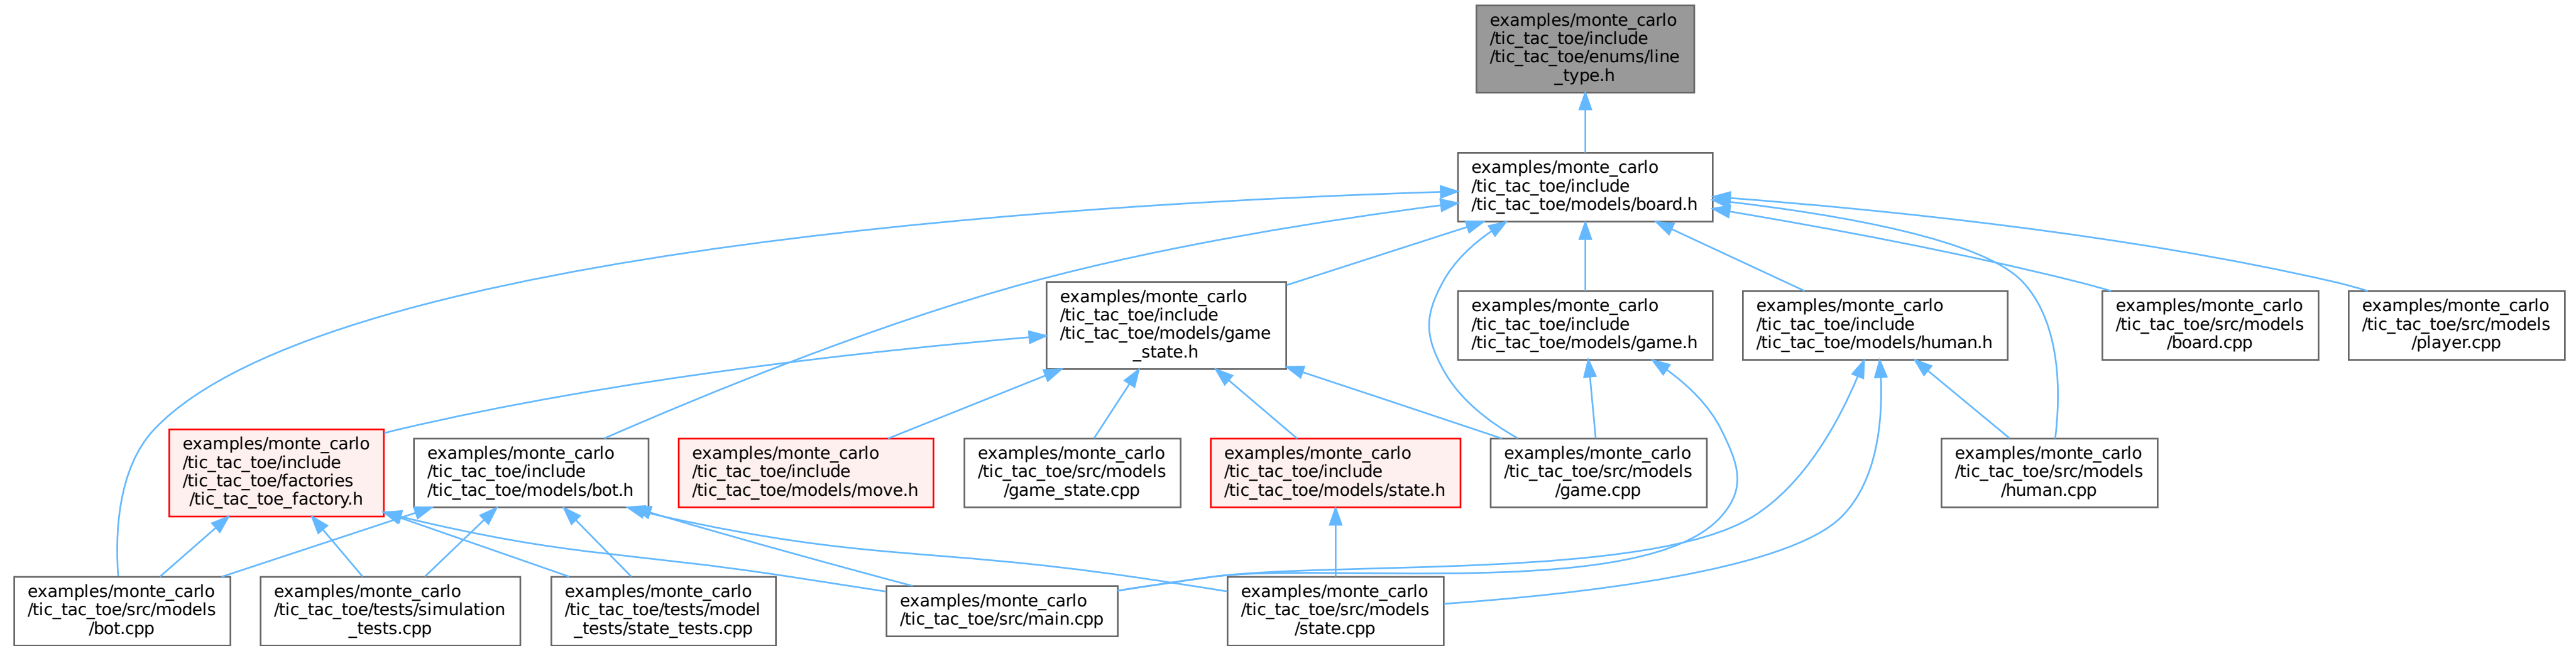 examples/monte_carlo
/tic_tac_toe/include
/tic_tac_toe/enums/line
_type.h
examples/monte_carlo
/tic_tac_toe/include
/tic_tac_toe/models/board.h
examples/monte_carlo
/tic_tac_toe/include
/tic_tac_toe/models/game
_state.h
examples/monte_carlo
/tic_tac_toe/include
/tic_tac_toe/models/game.h
examples/monte_carlo
/tic_tac_toe/include
/tic_tac_toe/models/human.h
examples/monte_carlo
/tic_tac_toe/src/models
/board.cpp
examples/monte_carlo
/tic_tac_toe/src/models
/player.cpp
examples/monte_carlo
/tic_tac_toe/include
/tic_tac_toe/factories
/tic_tac_toe_factory.h
examples/monte_carlo
/tic_tac_toe/include
/tic_tac_toe/models/bot.h
examples/monte_carlo
/tic_tac_toe/include
/tic_tac_toe/models/move.h
examples/monte_carlo
/tic_tac_toe/src/models
/game_state.cpp
examples/monte_carlo
/tic_tac_toe/include
/tic_tac_toe/models/state.h
examples/monte_carlo
/tic_tac_toe/src/models
/game.cpp
examples/monte_carlo
/tic_tac_toe/src/models
/human.cpp
examples/monte_carlo
/tic_tac_toe/src/models
/bot.cpp
examples/monte_carlo
/tic_tac_toe/tests/simulation
_tests.cpp
examples/monte_carlo
/tic_tac_toe/tests/model
_tests/state_tests.cpp
examples/monte_carlo
/tic_tac_toe/src/main.cpp
examples/monte_carlo
/tic_tac_toe/src/models
/state.cpp